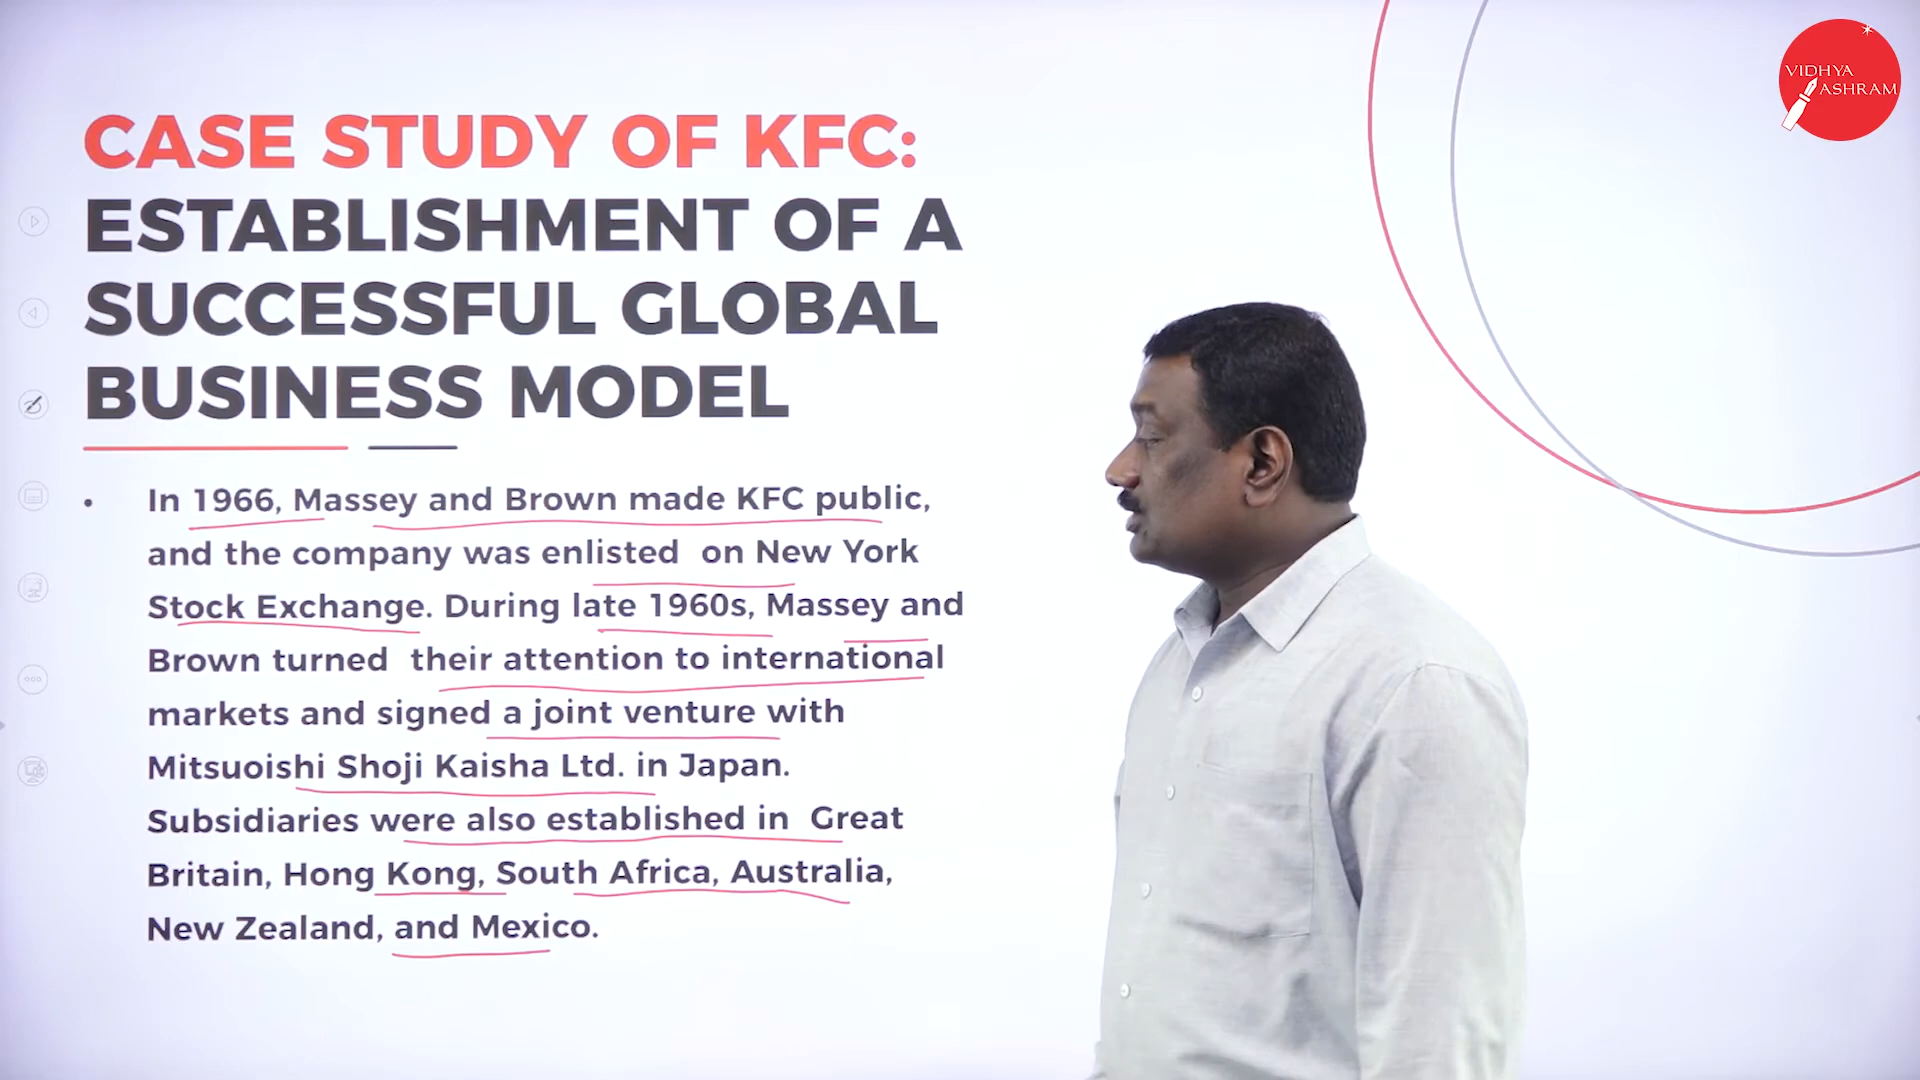 VIDHYA
ASHRAM
CASE STUDY OF KFC:
ESTABLISHMENT OF A
SUCCESSFUL GLOBAL
BUSINESS MODEL
• In 1966, Massey and Brown made KFC public,
and the company was enlisted on New York
Stock Exchange. During late 1960s, Massey and
Brown turned their attention to international
markets and signed a joint venture with
Mitsuoishi Shoji Kaisha Ltd. in Japan.
Subsidiaries were also established in Great
Britain, Hong Kong, South Africa, Australia,
New Zealand, and Mexico.